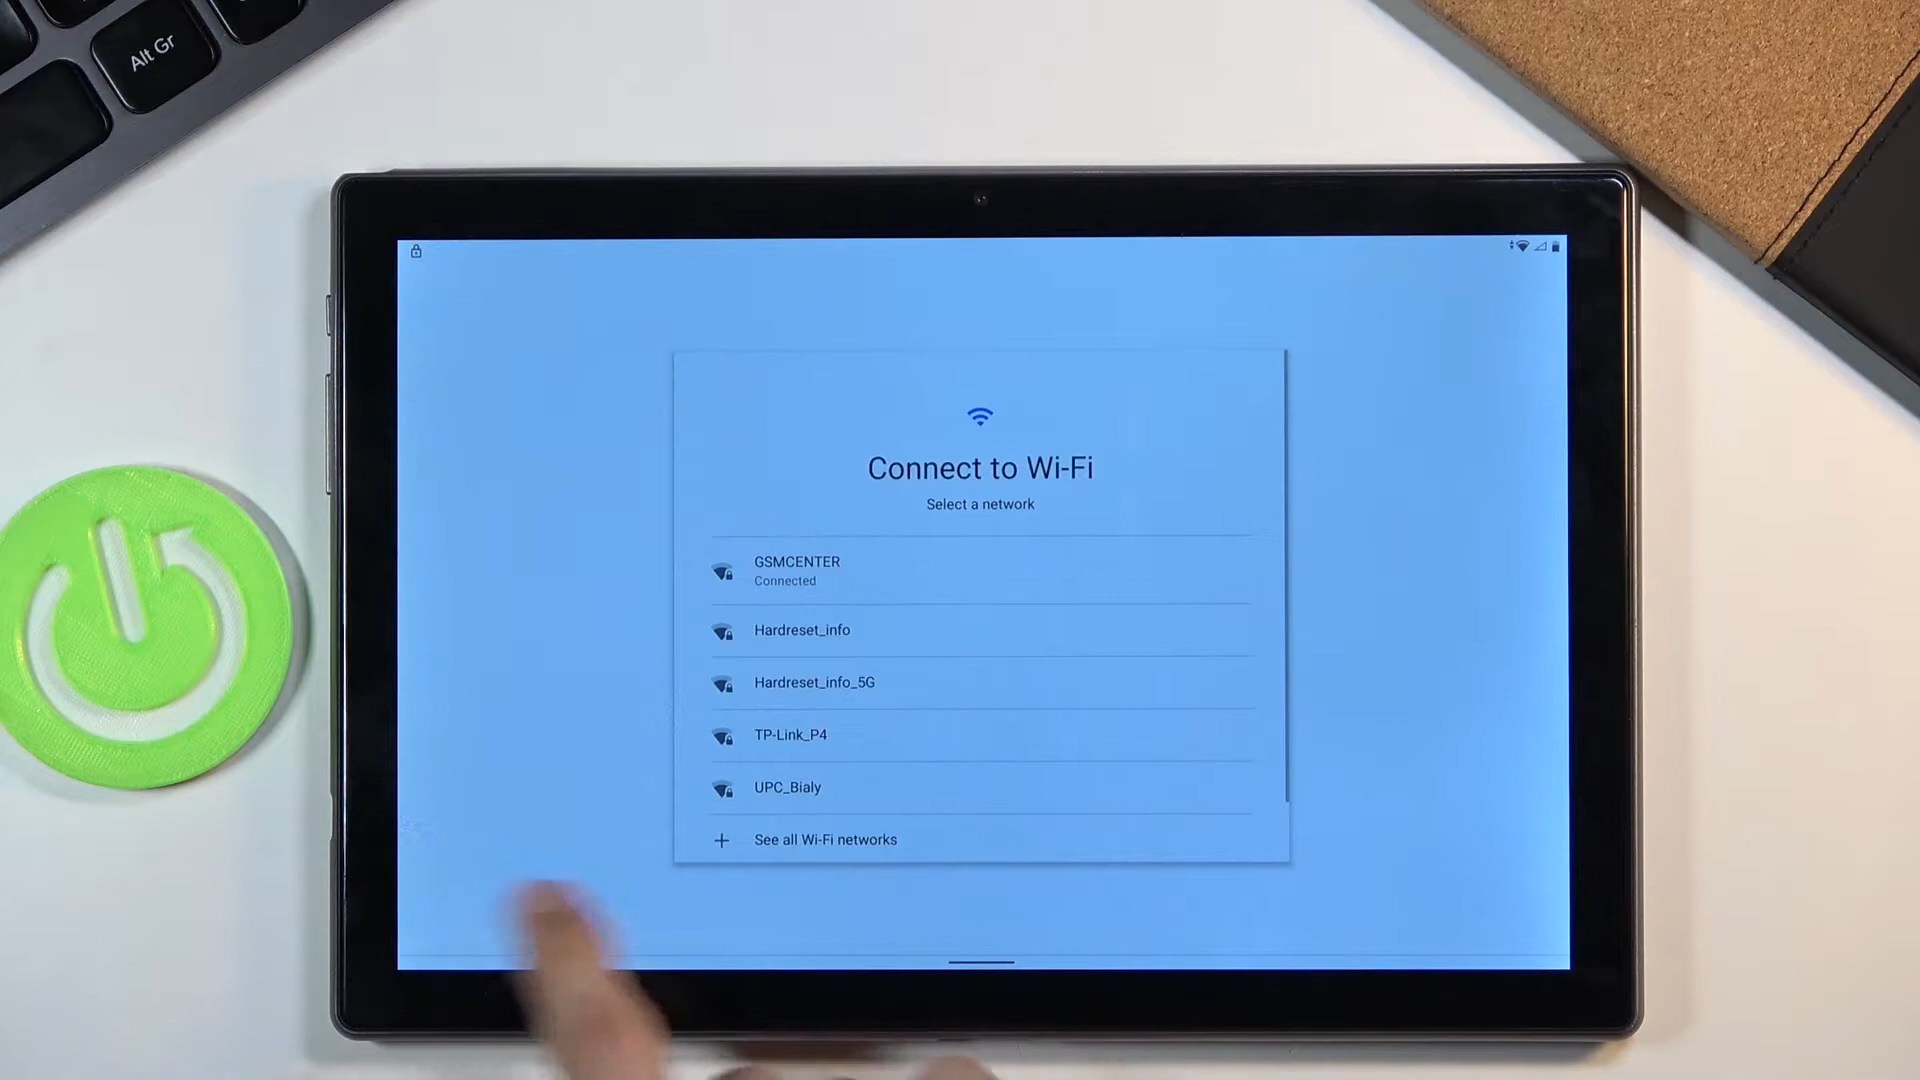 Alt Gr
Connect to Wi-Fi
Select a network
GSMCENTER
Connected
Hardreset_info
Hardreset_info_5G
TP-Link_P4
UPC_Bialy
See all Wi-Fi networks